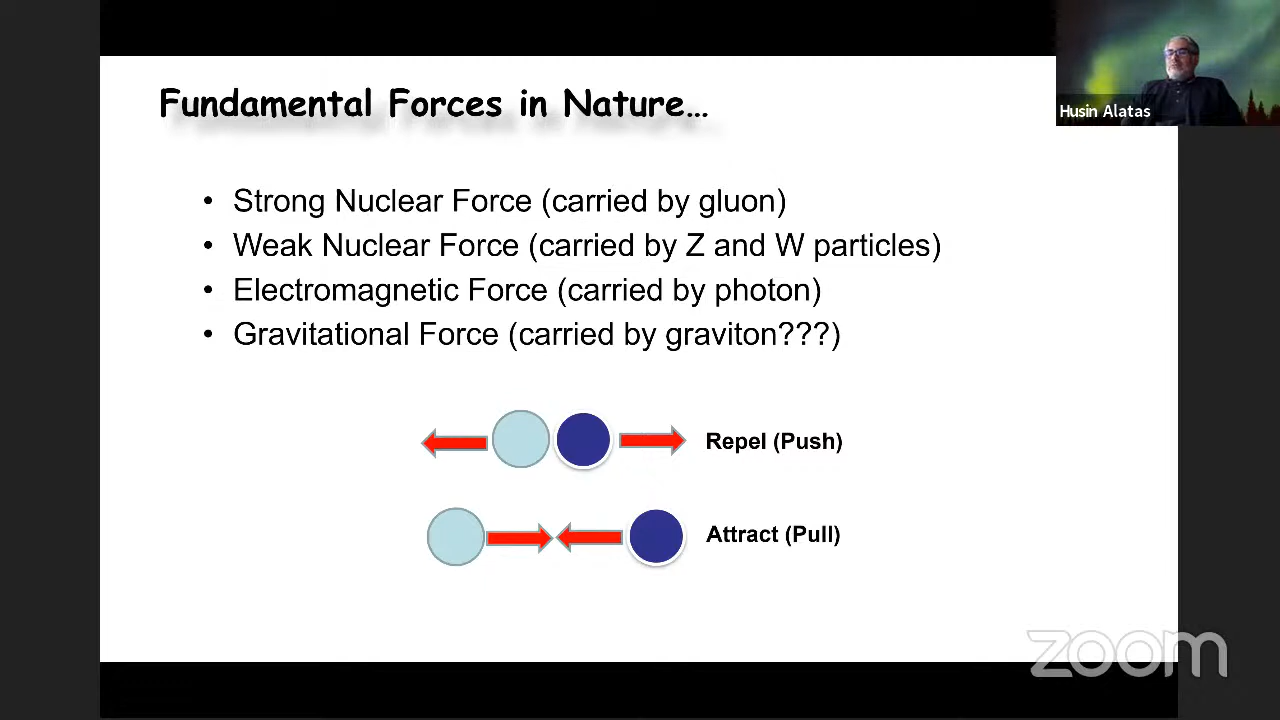 Fundamental Forces in Nature…
Husin Alatas
• Strong Nuclear Force (carried by gluon)
• Weak Nuclear Force (carried by Z and W particles)
• Electromagnetic Force (carried by photon)
• Gravitational Force (carried by graviton???)
Repel (Push)
Attract (Pull)
zoom